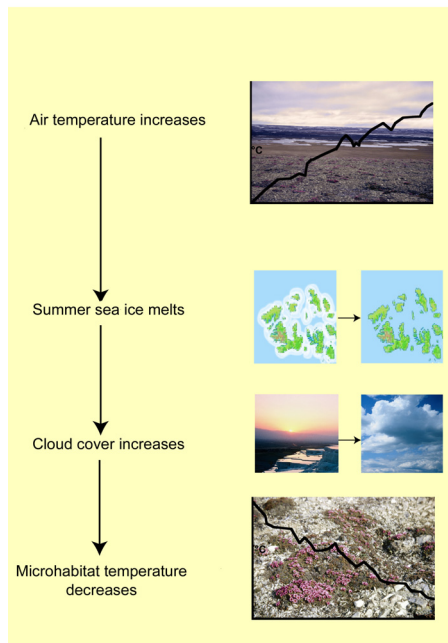 Air temperature increases
°C
Summer sea ice melts
Cloud cover increases
°C
Microhabitat temperature
decreases